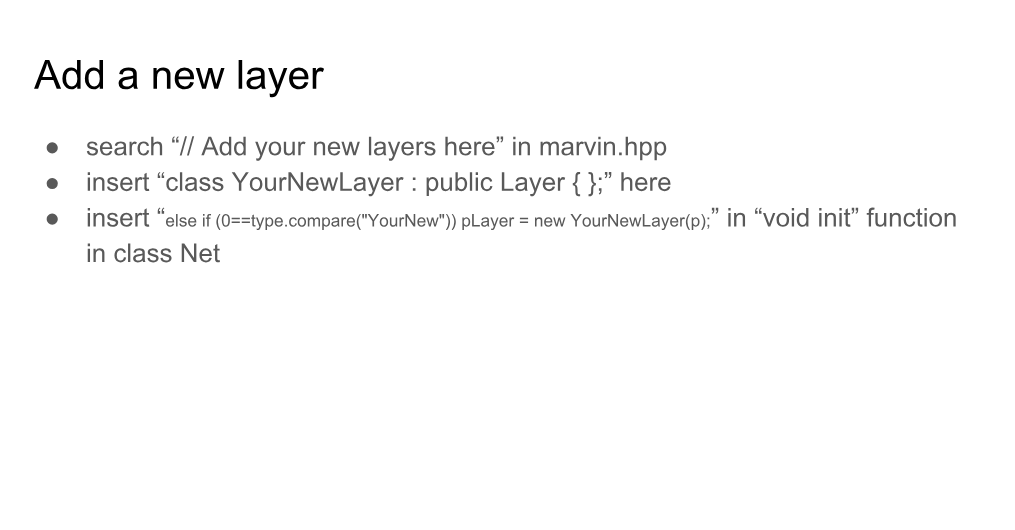 Add a new layer
● search “// Add your new layers here” in marvin.hpp
● insert “class YourNewLayer : public Layer { };” here
● insert “else if (0==type.compare("YourNew")) pLayer = new YourNewLayer(p);” in “void init” function
in class Net